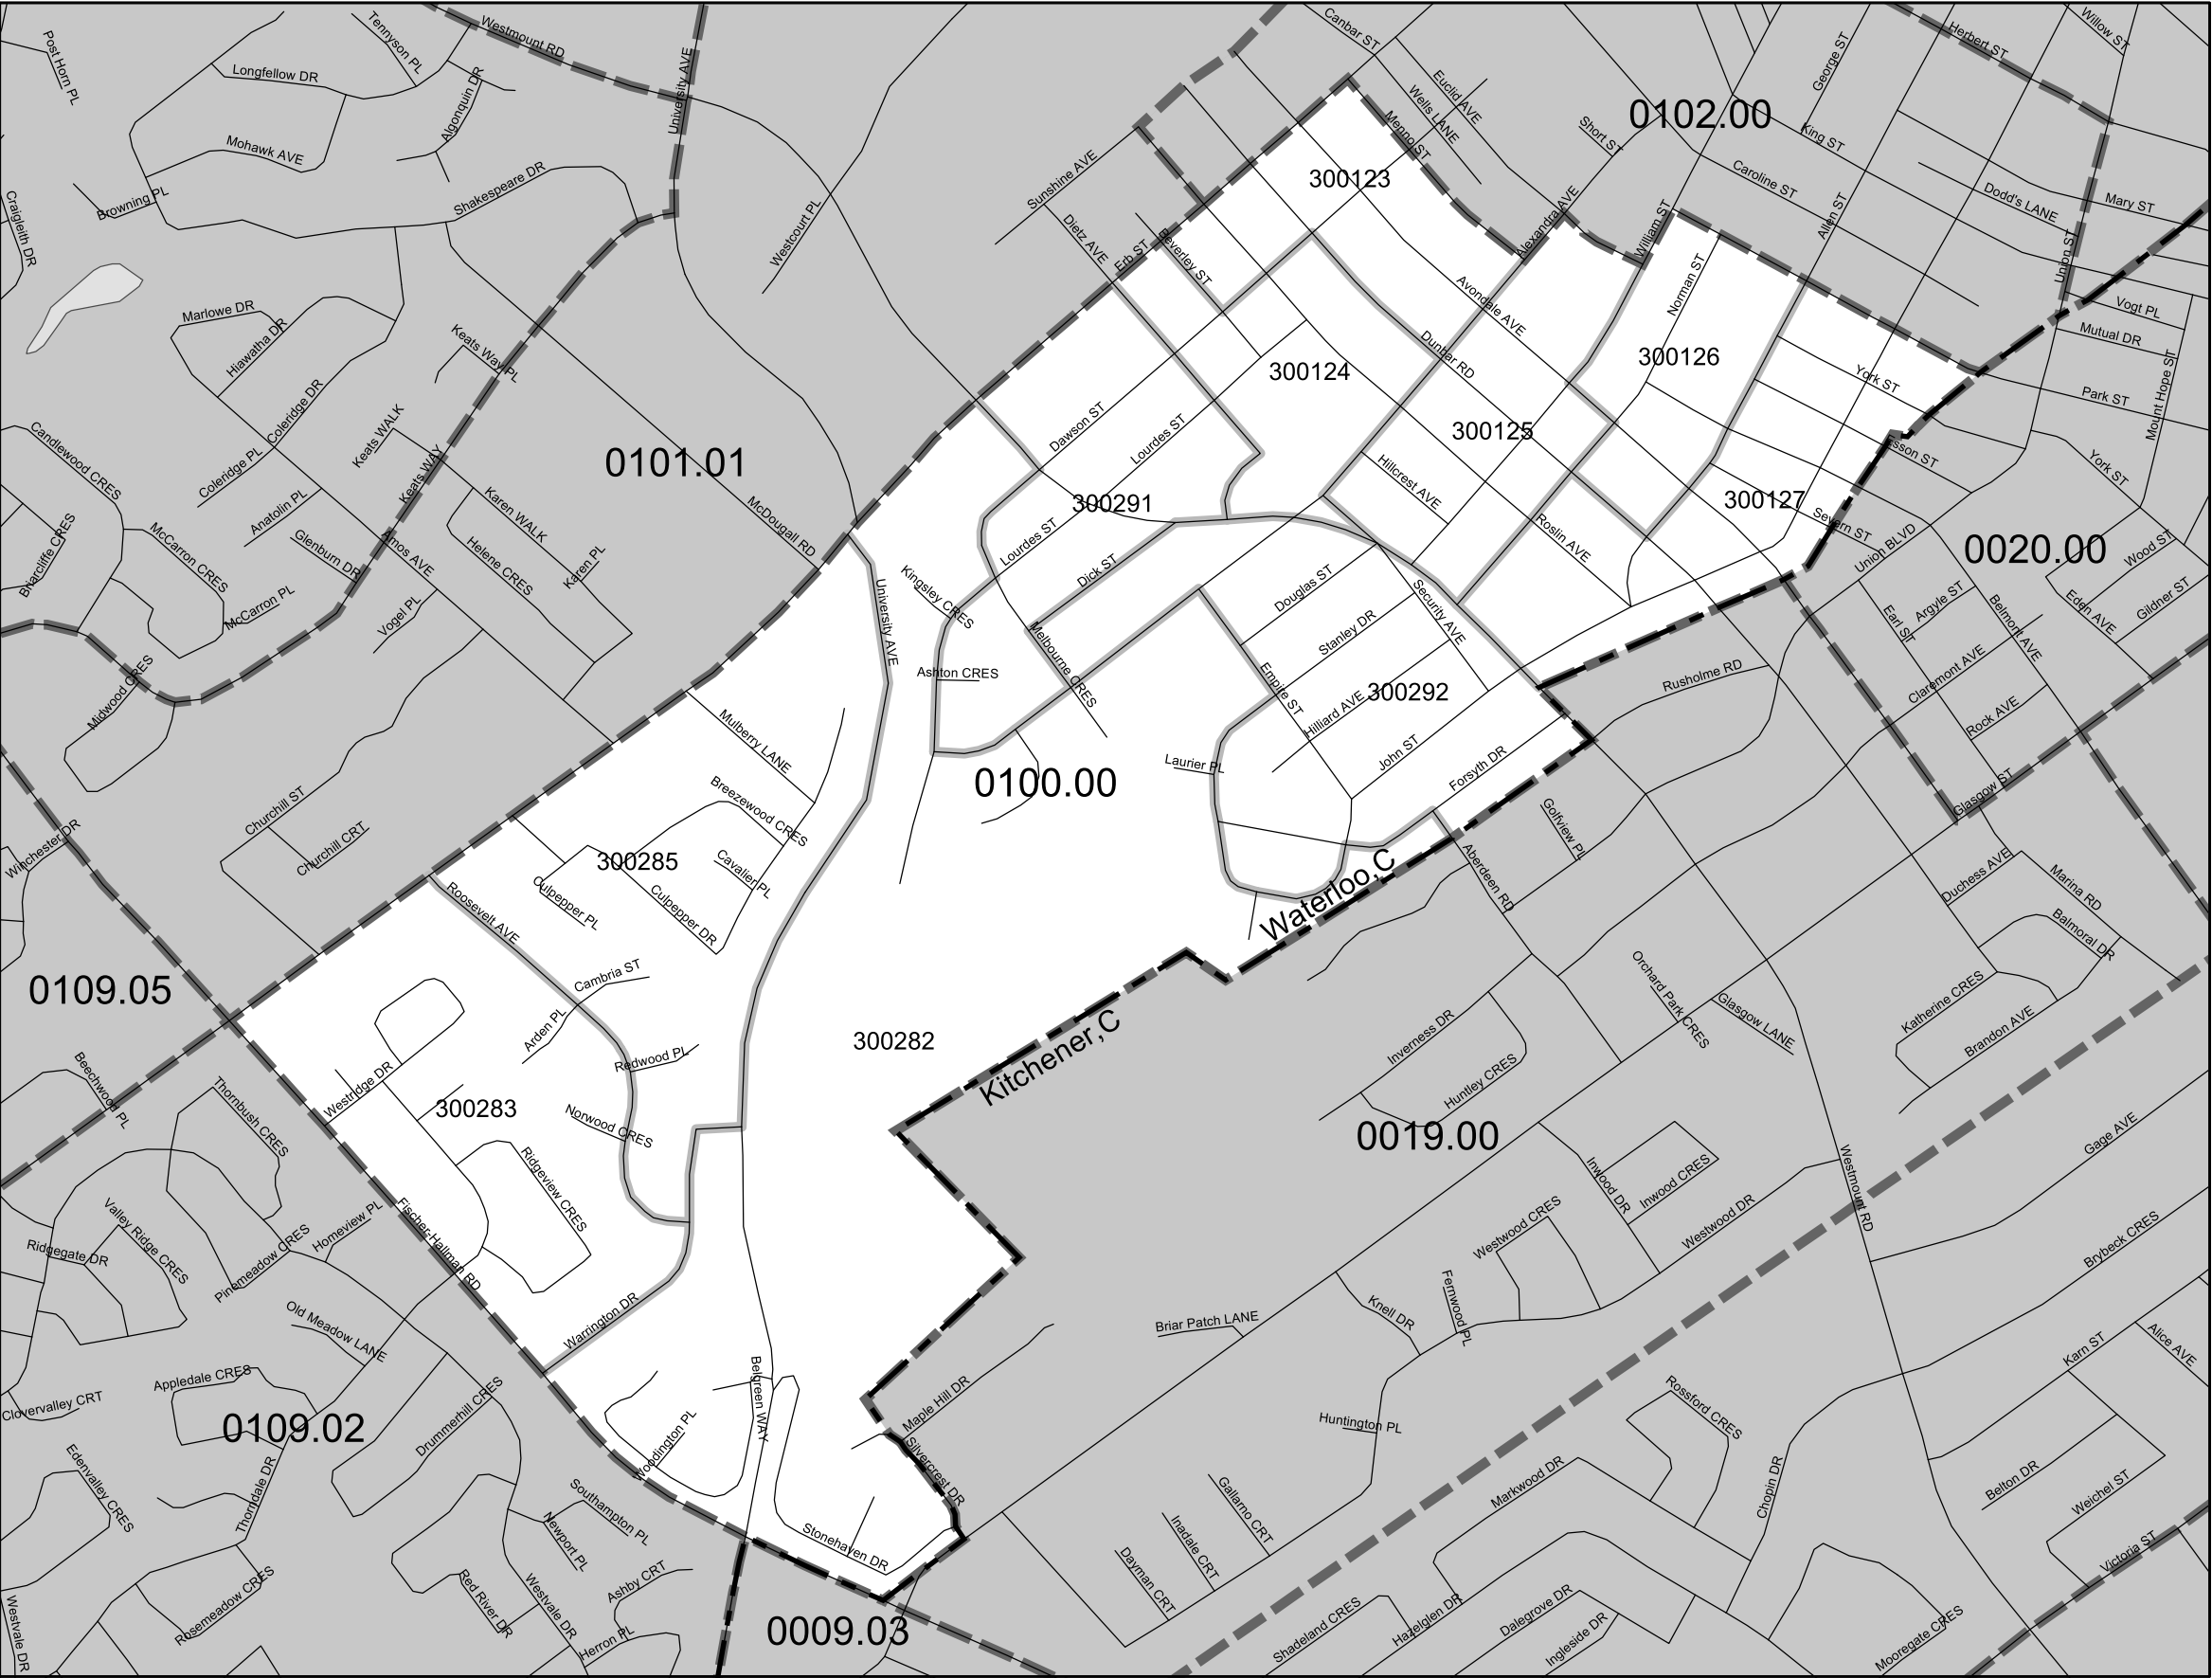 Post Horn PL
Tennyson PL
Westmount RD
University AVE
Canbar ST
Herbert ST
Willow ST
George ST
Longfellow DR
Algonquin DR
Mohawk AVE
Euclid AVE
Wells LANE
Menno ST
Short ST
0102.00
King ST
Caroline ST
Dodd's LANE
Mary ST
Craigleith DR
Browning PL
Shakespeare DR
Westcourt PL
Sunshine AVE
Dietz AVE
Erb ST
Beverley ST
300123
Alexandra AVE
William ST
Allen ST
Union ST
Vogt PL
Mutual DR
Norman ST
Marlowe DR
Hiawatha DR
Keats Way PL
Coleridge DR
Avondale AVE
Dunbar RD
300124
300126
York ST
Park ST
Mount Hope ST
Candlewood CRES
Keats WALK
Coleridge PL
Keats WAY
0101.01
Dawson ST
Lourdes ST
300125
Hillcrest AVE
York ST
Anatolin PL
Karen WALK
McDougall RD
300291
300127
Severn ST
Union BLVD
Briarcliffe CRES
McCarron CRES
Glenburn DR
Amos AVE
Helene CRES
Karen PL
Lourdes ST
Dick ST
Roslin AVE
0020.00
Wood ST
McCarron PL
Vogel PL
Kingsley CRES
University AVE
Douglas ST
Security AVE
Stanley DR
Earl ST
Argyle ST
Belmont AVE
Eden AVE
Gildner ST
Midwood CRES
Ashton CRES
Melbourne CRES
Empire ST
Hilliard AVE
300292
Rusholme RD
Claremont AVE
Rock AVE
Mulberry LANE
Laurier PL
John ST
Forsyth DR
0100.00
Breezewood CRES
Churchill ST
Churchill CRT
Winchester DR
300285
Cavalier PL
Culpepper PL
Culpepper DR
Roosevelt AVE
Golfview PL
Aberdeen RD
Glasgow ST
Duchess AVE
Marina RD
Balmoral DR
Waterloo,C
Kitchener,C
0109.05
Cambria ST
Arden PL
Redwood PL
300282
Orchard Park CRES
Glasgow LANE
Katherine CRES
Brandon AVE
Inverness DR
Huntley CRES
Beechwood PL
Thornbush CRES
Westridge DR
300283
Norwood CRES
Ridgeview CRES
0019.00
Inwood DR
Inwood CRES
Westmount RD
Gage AVE
Valley Ridge CRES
Ridgegate DR
Pinemeadow CRES
Homeview PL
Fischer-Hallman RD
Westwood CRES
Westwood DR
Brybeck CRES
Old Meadow LANE
Warrington DR
Briar Patch LANE
Knell DR
Fernwood PL
Karn ST
Alice AVE
Appledale CRES
Clovervalley CRT
0109.02
Drummerhill CRES
Belgreen WAY
Woodington PL
Maple Hill DR
Silvercrest DR
Huntington PL
Rossford CRES
Edenvalley CRES
Thorndale DR
Southampton PL
Newport PL
Stonehaven DR
Gallarno CRT
Inadale CRT
Dayman CRT
Markwood DR
Chopin DR
Belton DR
Weichel ST
Victoria ST
Westvale DR
Rosemeadow CRES
Red River DR
Westvale DR
Ashby CRT
Herron PL
0009.03
Shadeland CRES
Hazelglen DR
Dalegrove DR
Ingleside DR
Mooregate CRES